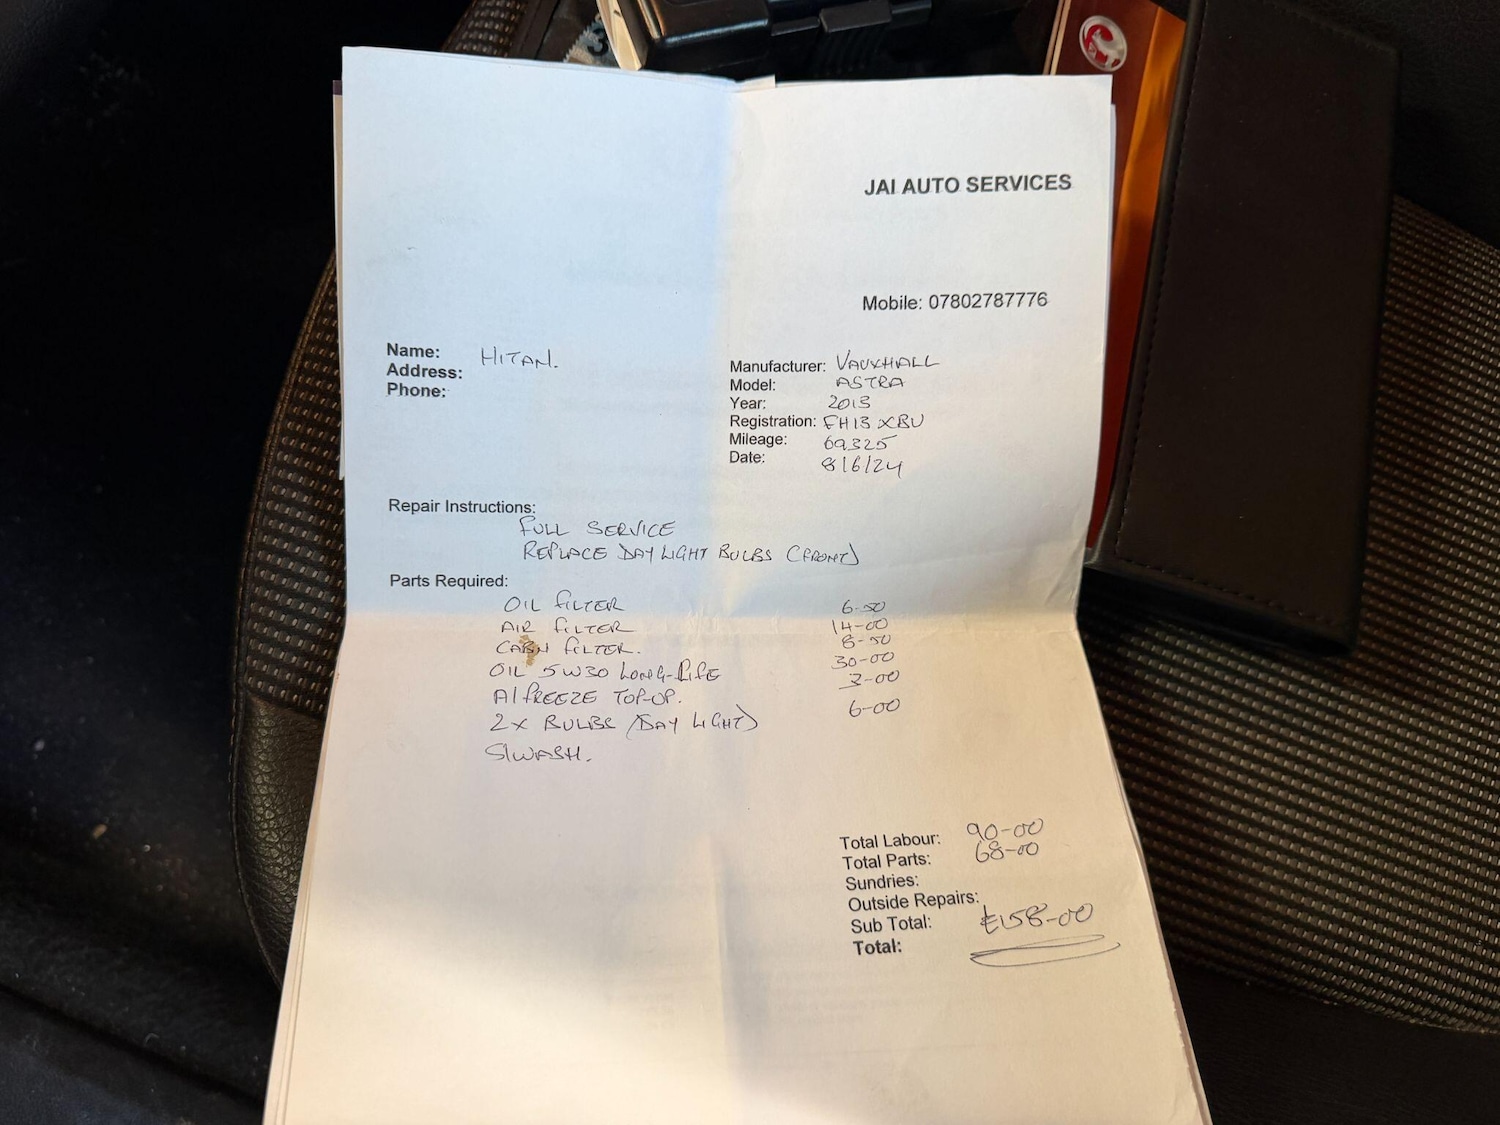 JAI AUTO SERVICES
Mobile: 07802787776
Name: HITAN.
Address:
Phone:
Manufacturer: VAUXHALL
Model: ASTRA
Year: 2013
Registration: FH13 XBU
Mileage: 69325
Date: 8/6/24
Repair Instructions:
FULL SERVICE
REPLACE DAY LIGHT BULBS (FRONT)
Parts Required:
OIL FILTER 6-50
AIR FILTER 14-00
CABIN FILTER. 8-50
OIL 5W30 LONG-LIFE 30-00
A/FREEZE TOP-UP. 3-00
2x BULBS (DAY LIGHT) 6-00
S/WASH.
Total Labour: 90-00
Total Parts: 68-00
Sundries:
Outside Repairs:
Sub Total: £158-00
Total: